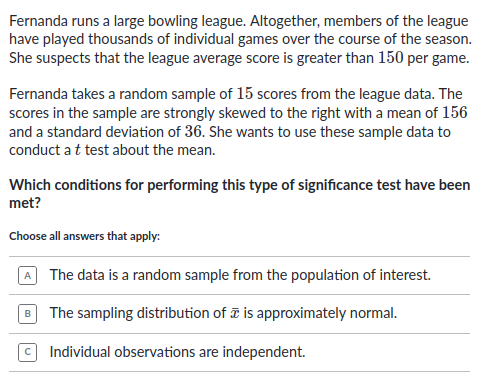 Fernanda runs a large bowling league. Altogether, members of the league
have played thousands of individual games over the course of the season.
She suspects that the league average score is greater than 150 per game.
Fernanda takes a random sample of 15 scores from the league data. The
scores in the sample are strongly skewed to the right with a mean of 156
and a standard deviation of 36. She wants to use these sample data to
conduct a t test about the mean.
Which conditions for performing this type of significance test have been
met?
Choose all answers that apply:
A The data is a random sample from the population of interest.
B The sampling distribution of x̄ is approximately normal.
C Individual observations are independent.